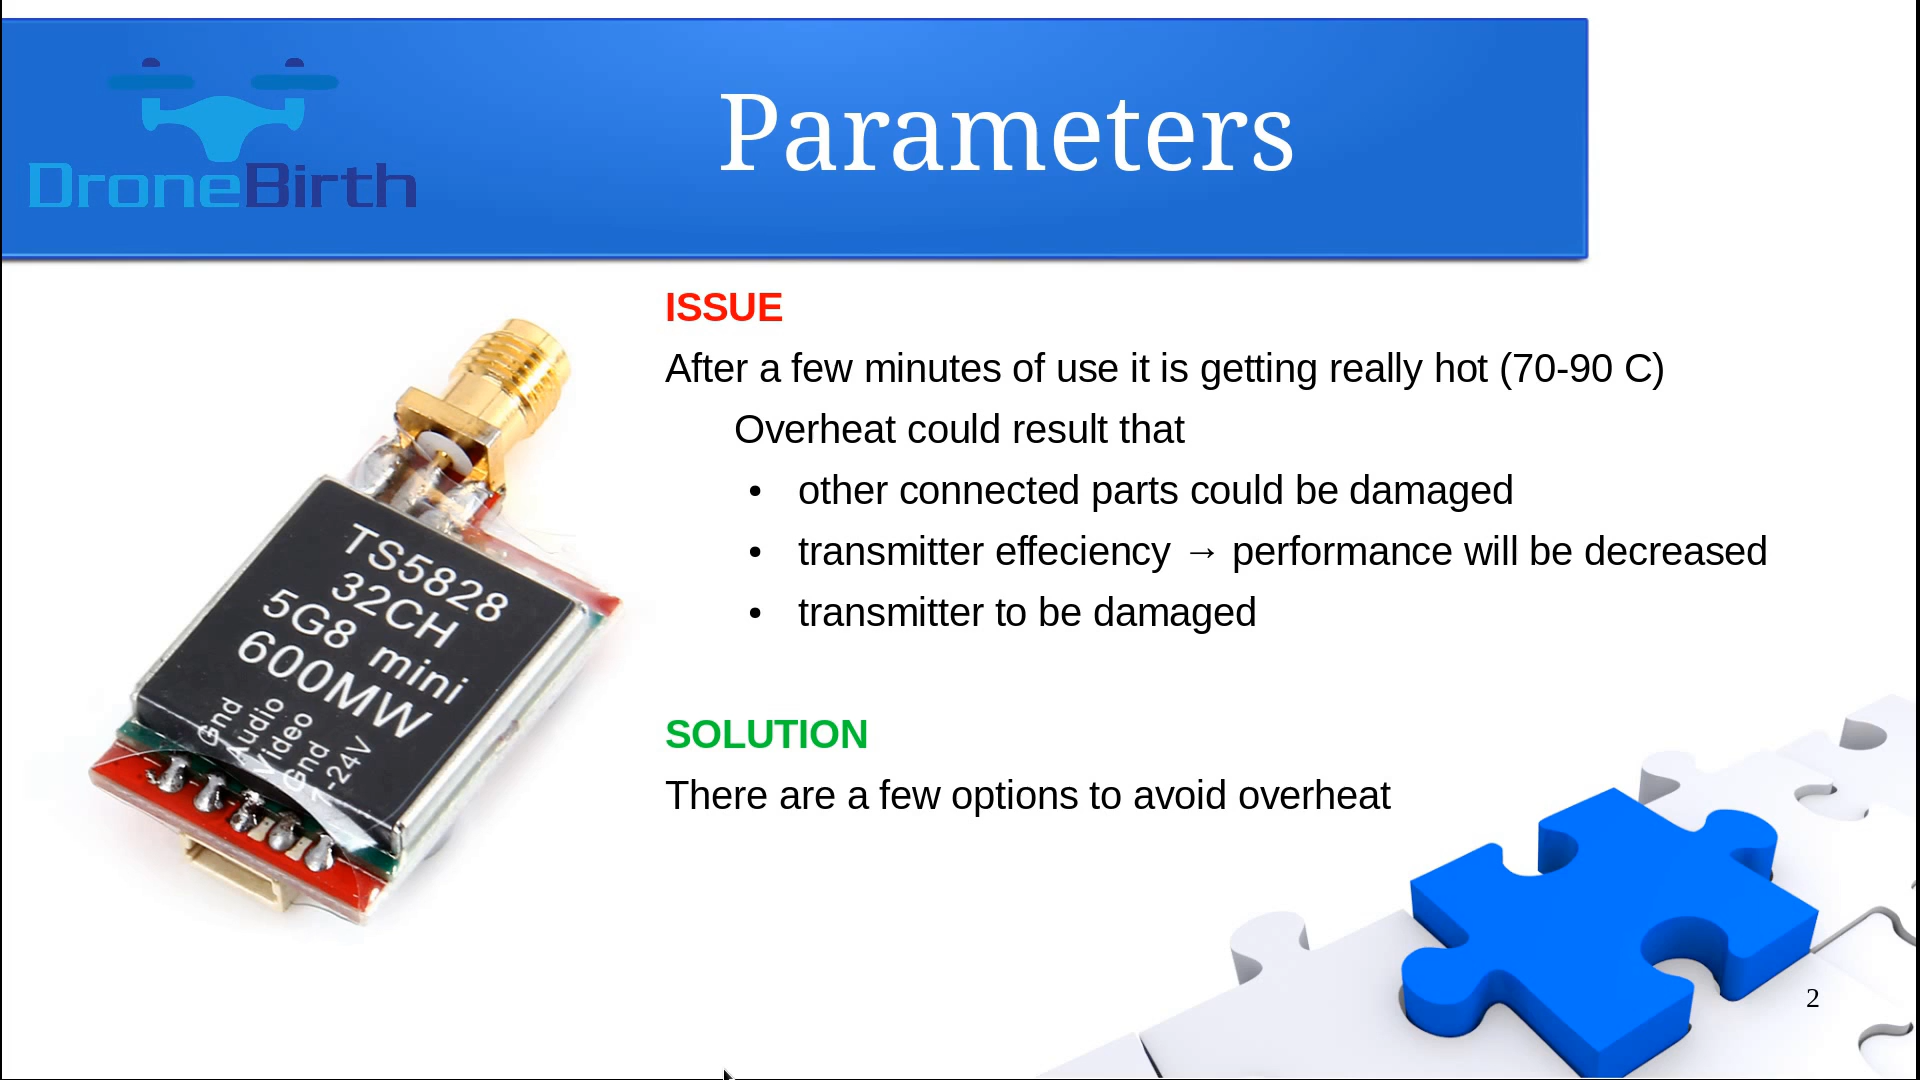 DroneBirth
Parameters
ISSUE
After a few minutes of use it is getting really hot (70-90 C)
Overheat could result that
• other connected parts could be damaged
• transmitter effeciency → performance will be decreased
• transmitter to be damaged
SOLUTION
There are a few options to avoid overheat
TS5828
32CH
5G8 mini
600MW
Gnd
Audio
Video
Gnd
7-24V
2